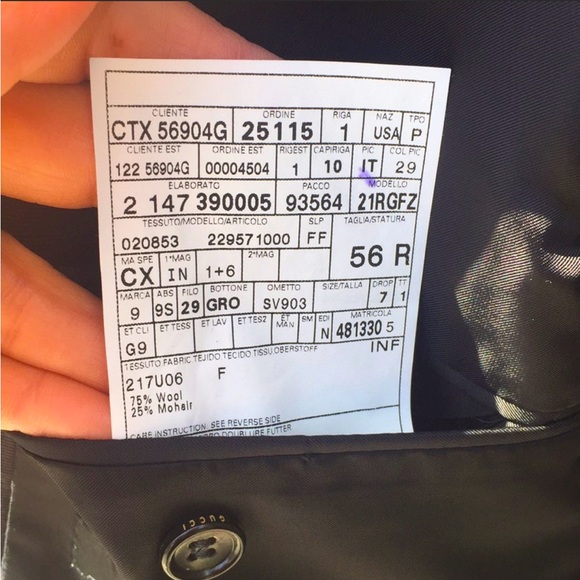 CLIENTE ORDINE RIGA NAZ TPO
CTX 56904G 25115 1 USA P
CLIENTE EST ORDINE EST RIGEST CAPIRIGA PIC COL PIC
122 56904G 00004504 1 10 IT 29
ELABORATO PACCO MODELLO
2 147 390005 93564 21RGFZ
TESSUTO/MODELLO/ARTICOLO SLP TAGLIA/STATURA
020853 229571000 FF 56 R
MA SPE 1°MAG 2°MAG
CX IN 1+6
MARCA ABS FILO BOTTONE OMETTO SIZE/TALLA DROP TT
9 9S 29 GRO SV903 7 1
ET CLI ET TESS ET LAV ET TES2 ET MAN SM EDI MATRICOLA
G9 N 481330 5
TESSUTO FABRIC TEJIDO TECIDO TISSU OBERSTOFF INF
217U06 F
75% Wool
25% Mohair
CARE INSTRUCTION SEE REVERSE SIDE
DOUBLURE FUTTER
GUCCI